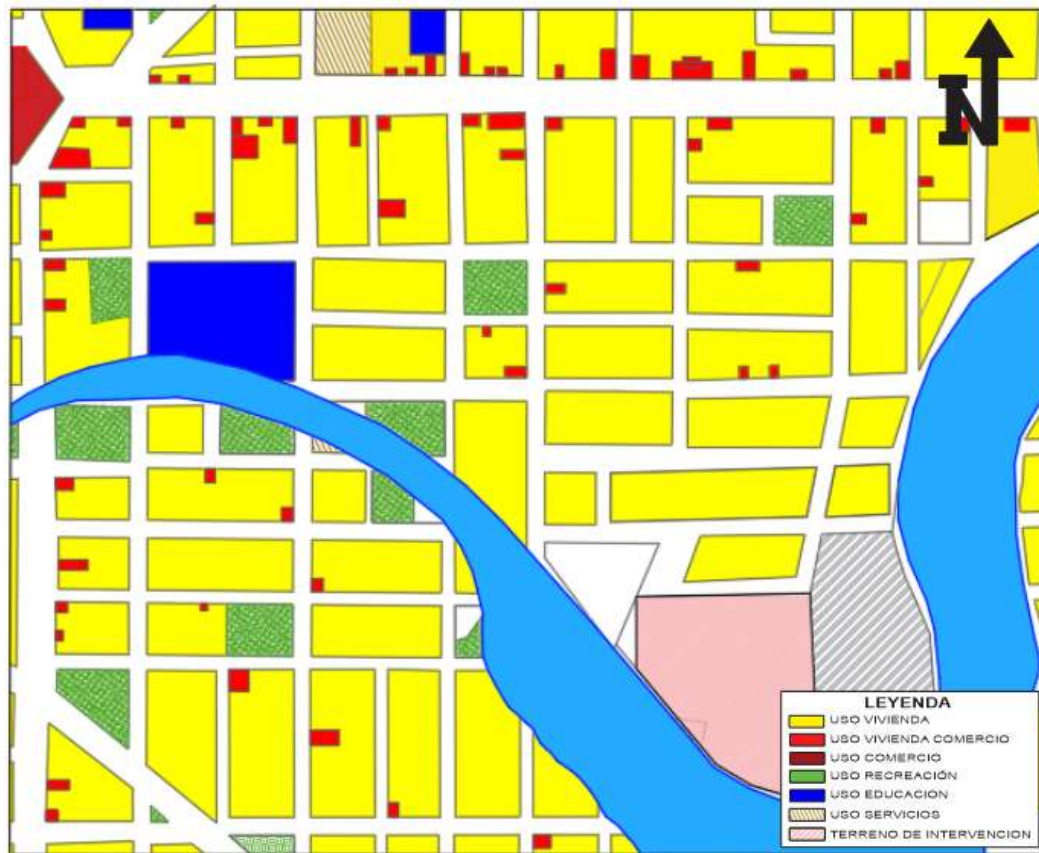 N
LEYENDA
USO VIVIENDA
USO VIVIENDA COMERCIO
USO COMERCIO
USO RECREACIÓN
USO EDUCACION
USO SERVICIOS
TERRENO DE INTERVENCION